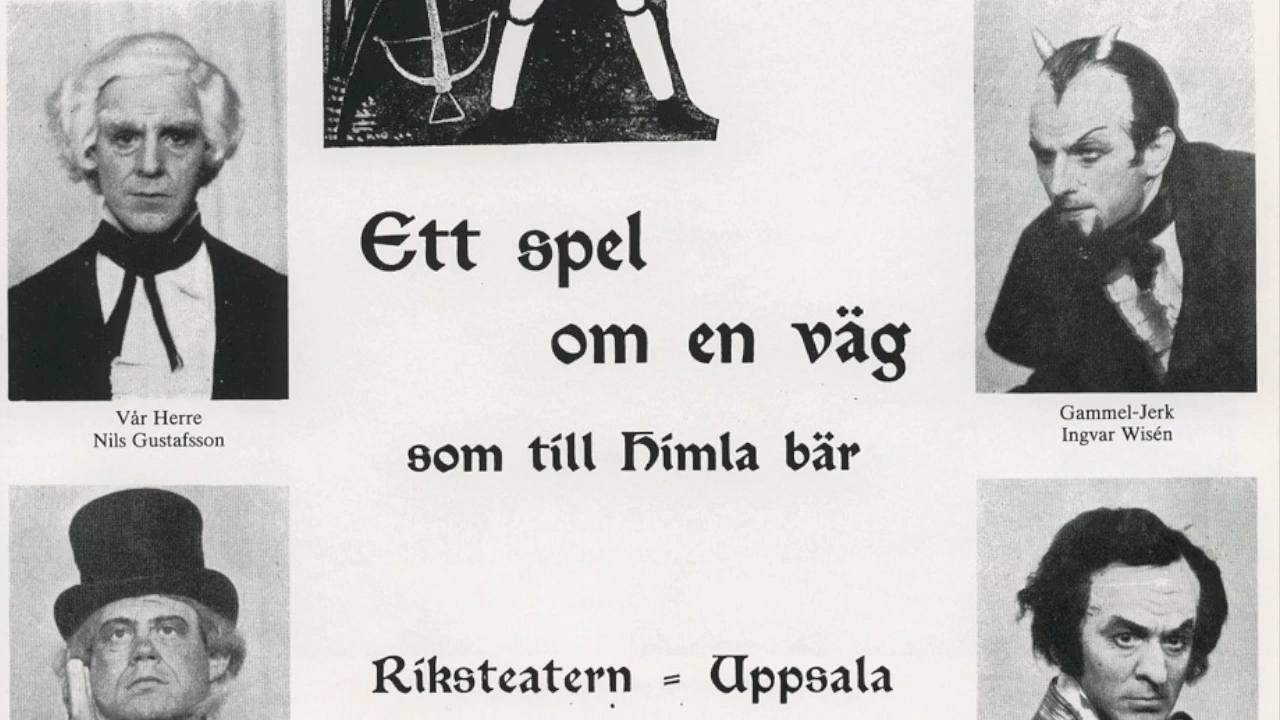 Ett spel
om en väg
som till Himla bär
Vår Herre
Nils Gustafsson
Gammel-Jerk
Ingvar Wisén
Riksteatern = Uppsala